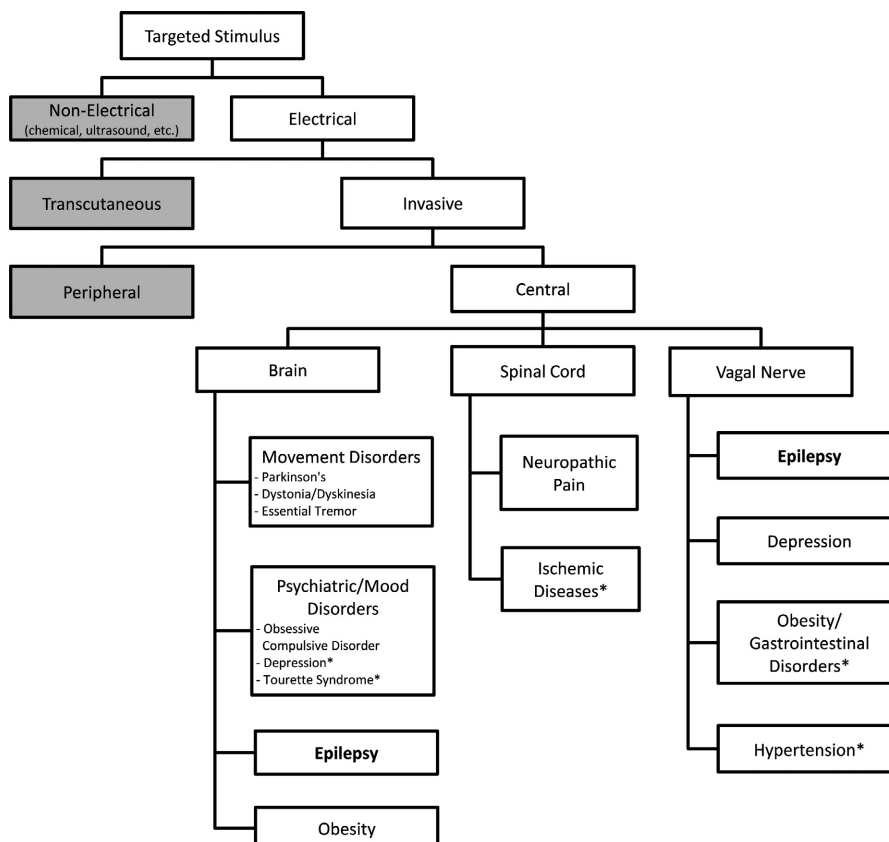 Targeted Stimulus
Non-Electrical
(chemical, ultrasound, etc.)
Electrical
Transcutaneous
Invasive
Peripheral
Central
Brain
Spinal Cord
Vagal Nerve
Movement Disorders
- Parkinson's
- Dystonia/Dyskinesia
- Essential Tremor
Psychiatric/Mood
Disorders
- Obsessive
Compulsive Disorder
- Depression*
- Tourette Syndrome*
Epilepsy
Obesity
Neuropathic
Pain
Ischemic
Diseases*
Epilepsy
Depression
Obesity/
Gastrointestinal
Disorders*
Hypertension*